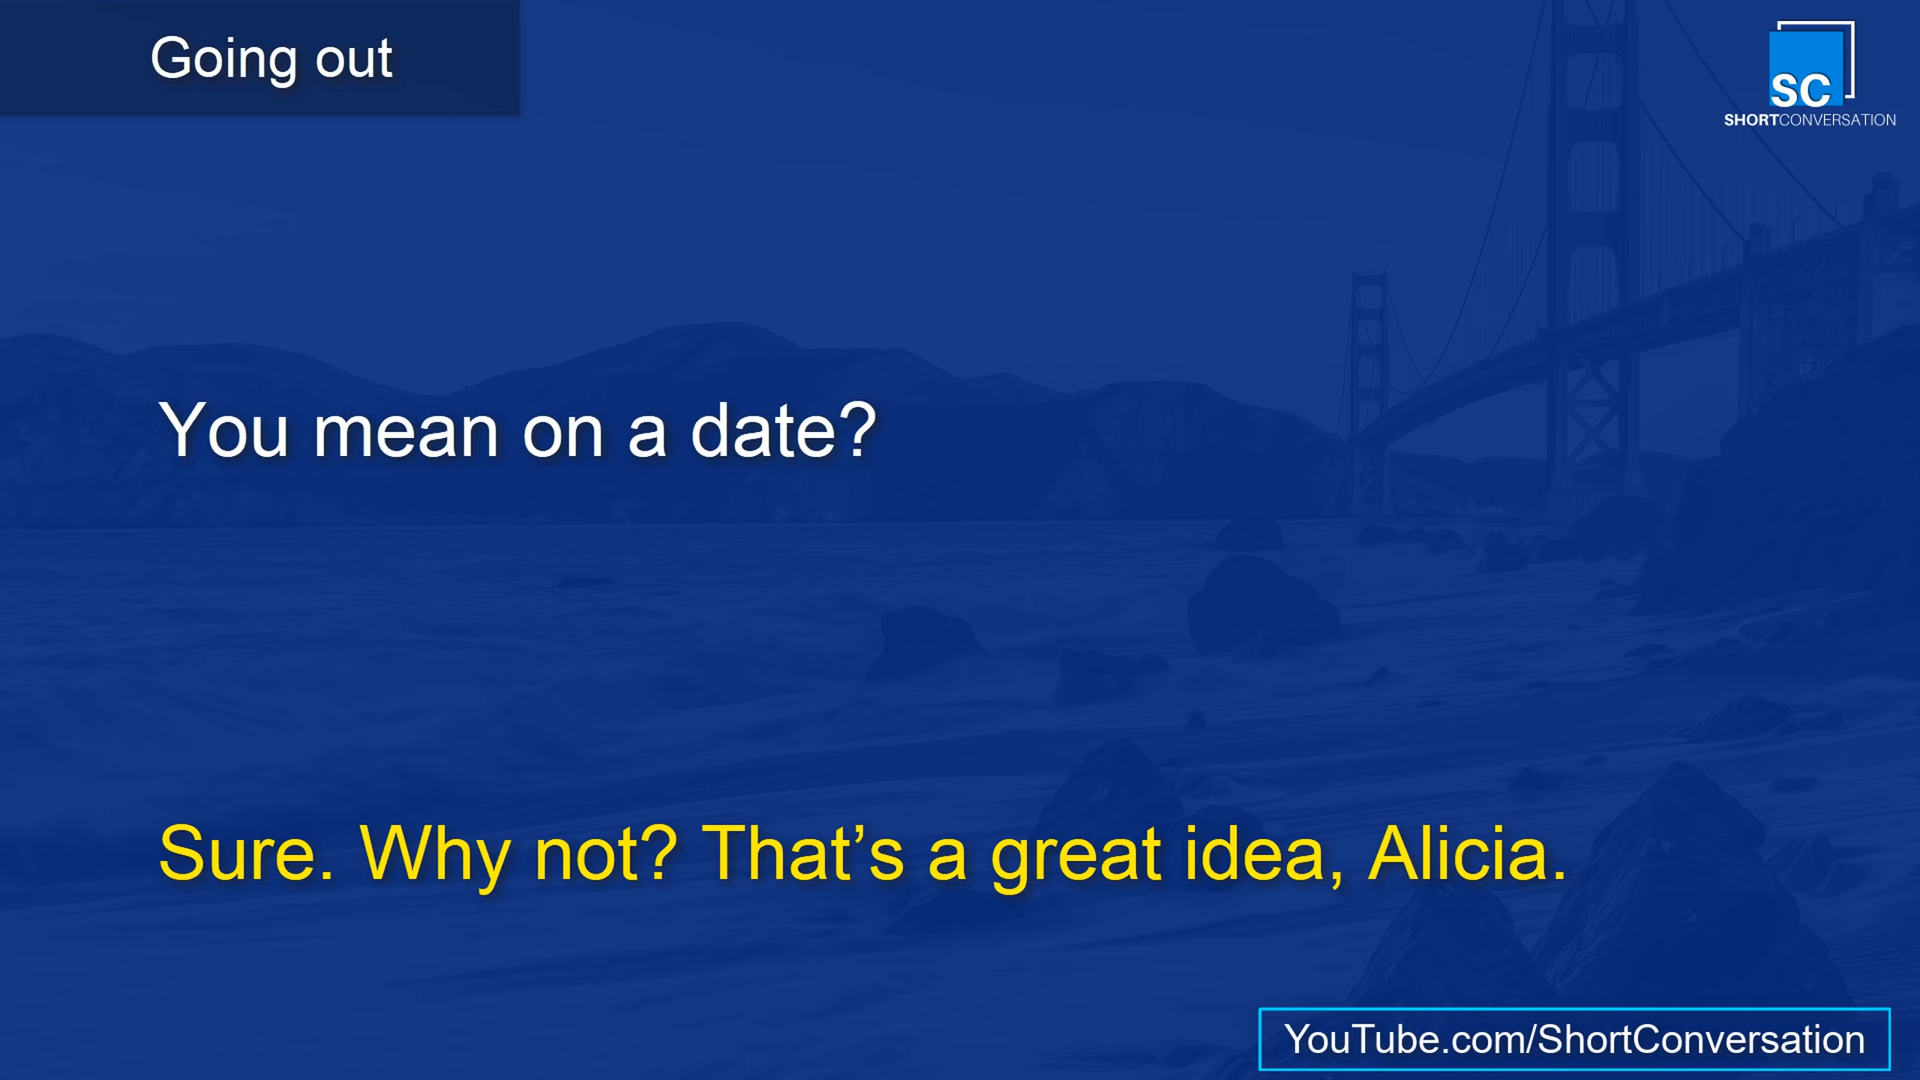 Going out
SC
SHORTCONVERSATION
You mean on a date?
Sure. Why not? That’s a great idea, Alicia.
YouTube.com/ShortConversation